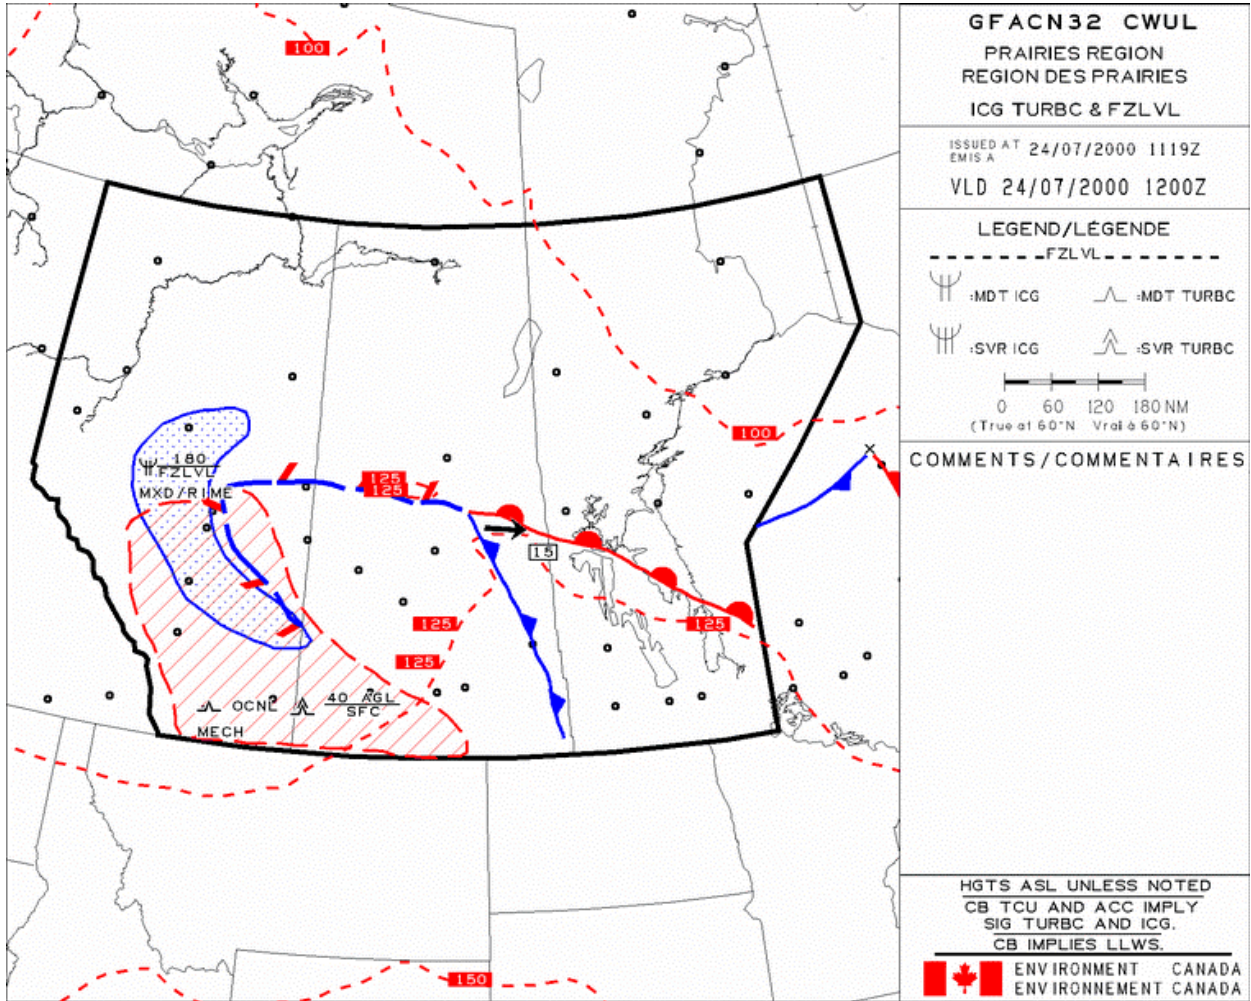 GFACN32 CWUL
PRAIRIES REGION
REGION DES PRAIRIES
ICG TURBC & FZLVL
ISSUED AT
ÉMIS A
24/07/2000 1119Z
VLD 24/07/2000 1200Z
LEGEND/LÉGENDE
FZLVL
:MDT ICG
:MDT TURBC
:SVR ICG
:SVR TURBC
0 60 120 180 NM
(True at 60°N Vrai à 60°N)
COMMENTS/COMMENTAIRES
HGTS ASL UNLESS NOTED
CB TCU AND ACC IMPLY
SIG TURBC AND ICG.
CB IMPLIES LLWS.
ENVIRONMENT CANADA
ENVIRONNEMENT CANADA
100
100
180
FZLVL
MXD/RIME
125
125
15
125
125
125
OCNL
40 AGL
SFC
MECH
150